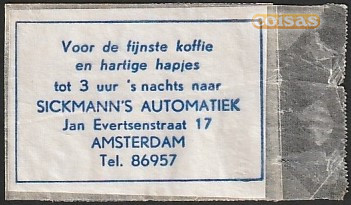 coisas
Voor de fijnste koffie
en hartige hapjes
tot 3 uur 's nachts naar
SICKMANN'S AUTOMATIEK
Jan Evertsenstraat 17
AMSTERDAM
Tel. 86957